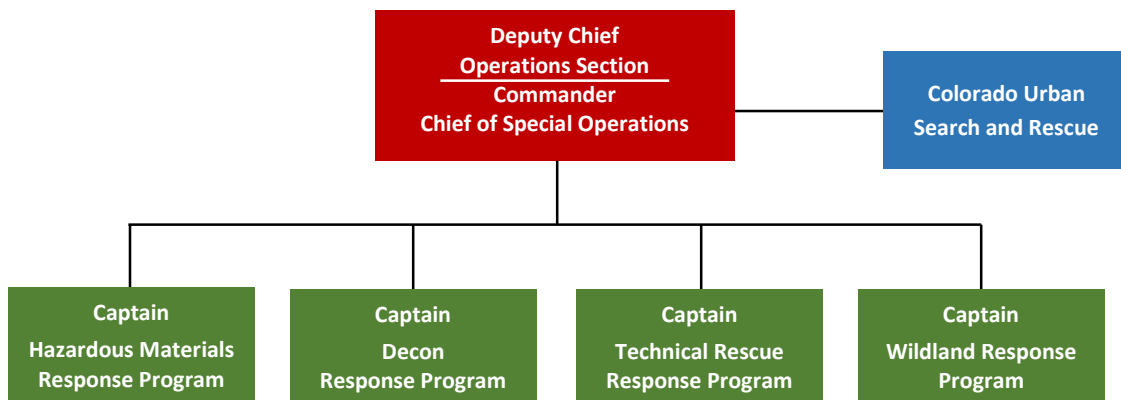 Deputy Chief
Operations Section
Commander
Chief of Special Operations
Colorado Urban
Search and Rescue
Captain
Hazardous Materials
Response Program
Captain
Decon
Response Program
Captain
Technical Rescue
Response Program
Captain
Wildland Response
Program